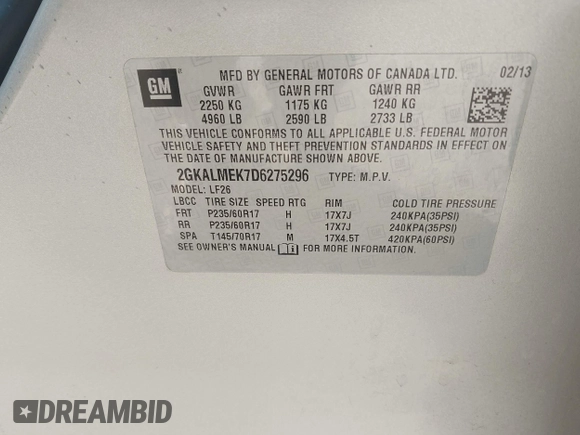 GM
MFD BY GENERAL MOTORS OF CANADA LTD. 02/13
GVWR GAWR FRT GAWR RR
2250 KG 1175 KG 1240 KG
4960 LB 2590 LB 2733 LB
THIS VEHICLE CONFORMS TO ALL APPLICABLE U.S. FEDERAL MOTOR
VEHICLE SAFETY AND THEFT PREVENTION STANDARDS IN EFFECT ON
THE DATE OF MANUFACTURE SHOWN ABOVE.
2GKALMEK7D6275296 TYPE: M.P.V.
MODEL: LF26
LBCC TIRE SIZE SPEED RTG RIM COLD TIRE PRESSURE
FRT P235/60R17 H 17X7J 240KPA(35PSI)
RR P235/60R17 H 17X7J 240KPA(35PSI)
SPA T145/70R17 M 17X4.5T 420KPA(60PSI)
SEE OWNER'S MANUAL FOR MORE INFORMATION.
DREAMBID